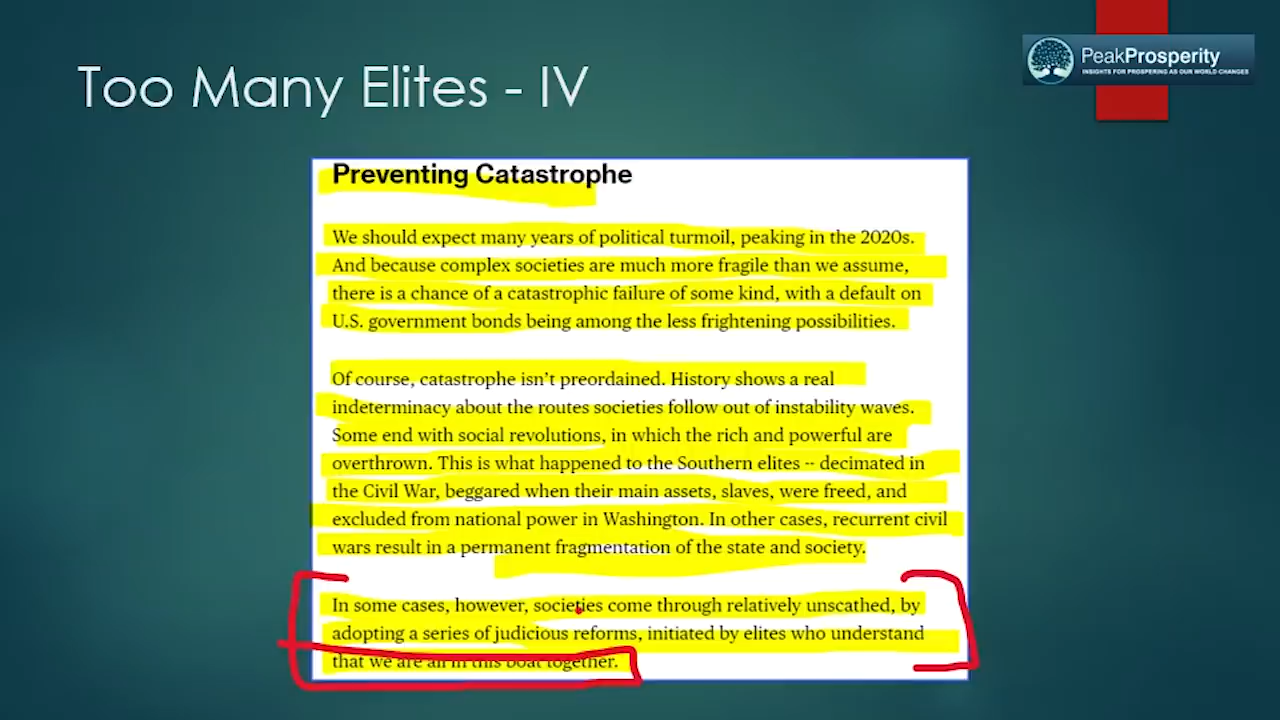 Too Many Elites - IV
PeakProsperity
INSIGHTS FOR PROSPERING AS OUR WORLD CHANGES
Preventing Catastrophe
We should expect many years of political turmoil, peaking in the 2020s.
And because complex societies are much more fragile than we assume,
there is a chance of a catastrophic failure of some kind, with a default on
U.S. government bonds being among the less frightening possibilities.
Of course, catastrophe isn't preordained. History shows a real
indeterminacy about the routes societies follow out of instability waves.
Some end with social revolutions, in which the rich and powerful are
overthrown. This is what happened to the Southern elites -- decimated in
the Civil War, beggared when their main assets, slaves, were freed, and
excluded from national power in Washington. In other cases, recurrent civil
wars result in a permanent fragmentation of the state and society.
In some cases, however, societies come through relatively unscathed, by
adopting a series of judicious reforms, initiated by elites who understand
that we are all in this boat together.